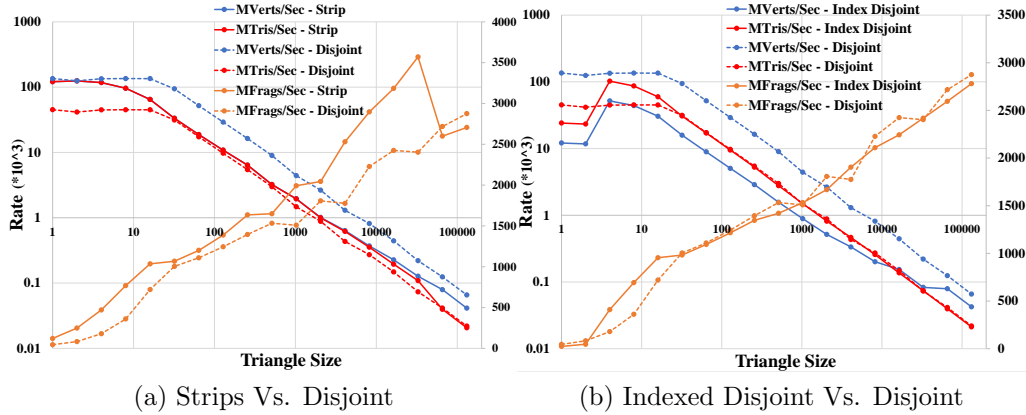 1000
100
10
1
0.1
0.01
Rate (*10^3)
4000
3500
3000
2500
2000
1500
1000
500
0
MVerts/Sec - Strip
MTris/Sec - Strip
MVerts/Sec - Disjoint
MTris/Sec - Disjoint
MFrags/Sec - Strip
MFrags/Sec - Disjoint
1 10 100 1000 10000 100000
Triangle Size
(a) Strips Vs. Disjoint
1000
100
10
1
0.1
0.01
Rate (*10^3)
3500
3000
2500
2000
1500
1000
500
0
MVerts/Sec - Index Disjoint
MTris/Sec - Index Disjoint
MVerts/Sec - Disjoint
MTris/Sec - Disjoint
MFrags/Sec - Index Disjoint
MFrags/Sec - Disjoint
1 10 100 1000 10000 100000
Triangle Size
(b) Indexed Disjoint Vs. Disjoint